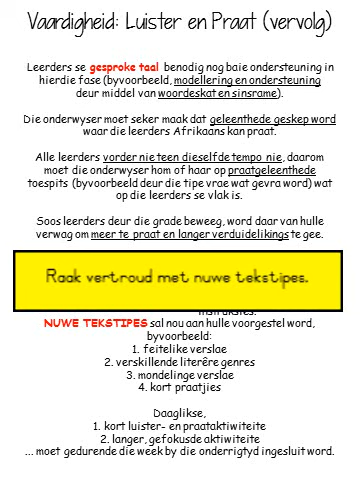 Vaardigheid: Luister en Praat (vervolg)
Leerders se gesproke taal benodig nog baie ondersteuning in
hierdie fase (byvoorbeeld, modellering en ondersteuning
deur middel van woordeskat en sinsrame).
Die onderwyser moet seker maak dat geleenthede geskep word
waar die leerders Afrikaans kan praat.
Alle leerders vorder nie teen dieselfde tempo nie, daarom
moet die onderwyser hom of haar op praatgeleenthede
toespits (byvoorbeeld deur die tipe vrae wat gevra word) wat
op die leerders se vlak is.
Soos leerders deur die grade beweeg, word daar van hulle
verwag om meer te praat en langer verduidelikings te gee.
Raak vertroud met nuwe tekstipes.
NUWE TEKSTIPES sal nou aan hulle voorgestel word,
byvoorbeeld:
1. feitelike verslae
2. verskillende literêre genres
3. mondelinge verslae
4. kort praatjies
Daaglikse,
1. kort luister- en praataktiwiteite
2. langer, gefokusde aktiwiteite
... moet gedurende die week by die onderrigtyd ingesluit word.